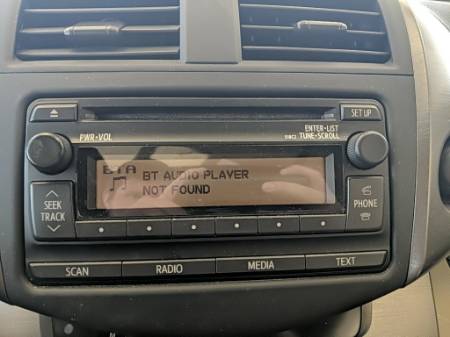 SET UP
PWR•VOL
ENTER•LIST
TUNE•SCROLL
BTA
BT AUDIO PLAYER
NOT FOUND
SEEK
TRACK
PHONE
SCAN
RADIO
MEDIA
TEXT